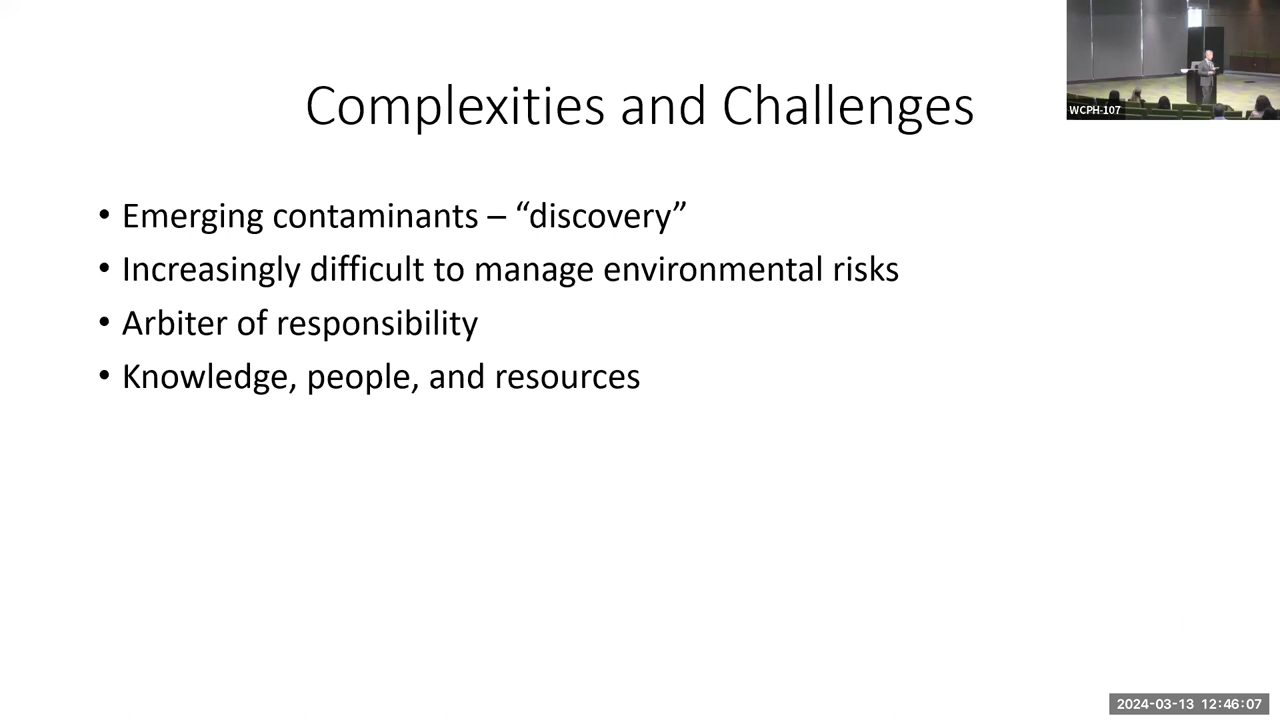 WCPH-107
Complexities and Challenges
• Emerging contaminants – “discovery”
• Increasingly difficult to manage environmental risks
• Arbiter of responsibility
• Knowledge, people, and resources
2024-03-13 12:46:07